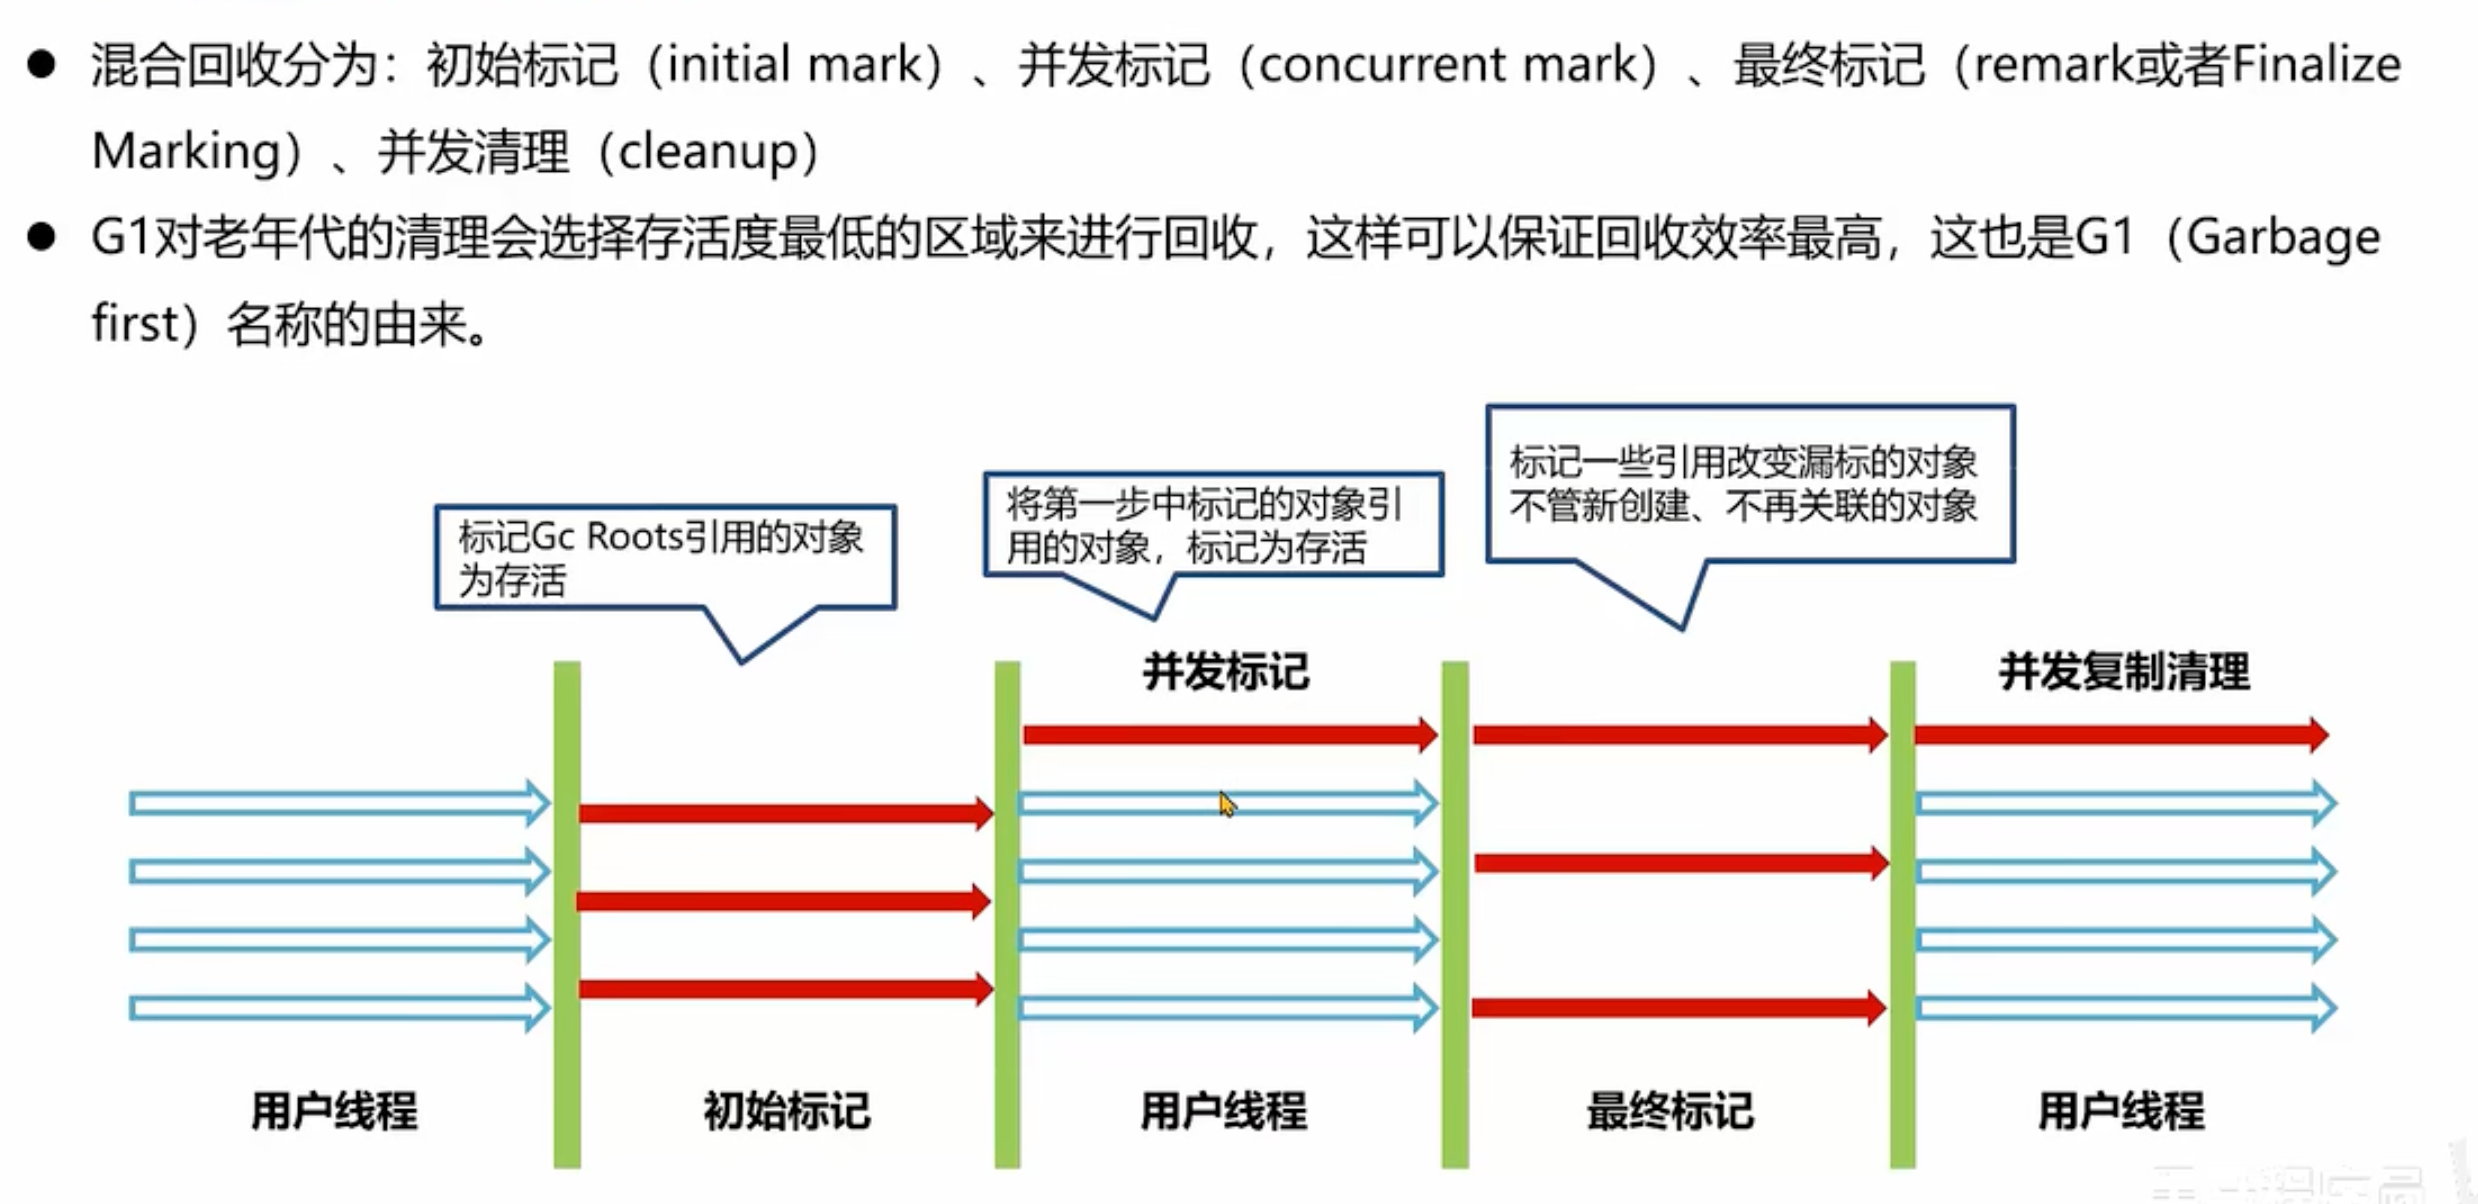 ● 混合回收分为：初始标记（initial mark）、并发标记（concurrent mark）、最终标记（remark或者Finalize
Marking）、并发清理（cleanup）
● G1对老年代的清理会选择存活度最低的区域来进行回收，这样可以保证回收效率最高，这也是G1（Garbage
first）名称的由来。
标记Gc Roots引用的对象
为存活
将第一步中标记的对象引
用的对象，标记为存活
标记一些引用改变漏标的对象
不管新创建、不再关联的对象
并发标记
并发复制清理
用户线程
初始标记
用户线程
最终标记
用户线程